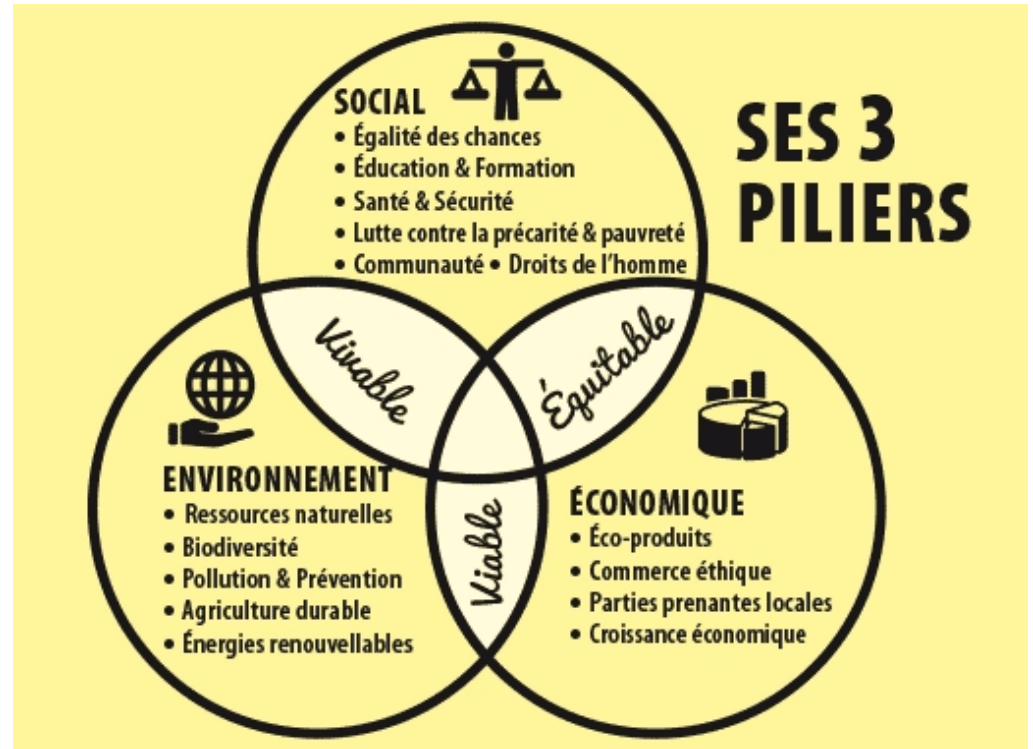 SES 3
PILIERS
SOCIAL
• Égalité des chances
• Éducation & Formation
• Santé & Sécurité
• Lutte contre la précarité & pauvreté
• Communauté • Droits de l'homme
Vivable
Équitable
ENVIRONNEMENT
• Ressources naturelles
• Biodiversité
• Pollution & Prévention
• Agriculture durable
• Énergies renouvellables
Viable
ÉCONOMIQUE
• Éco-produits
• Commerce éthique
• Parties prenantes locales
• Croissance économique